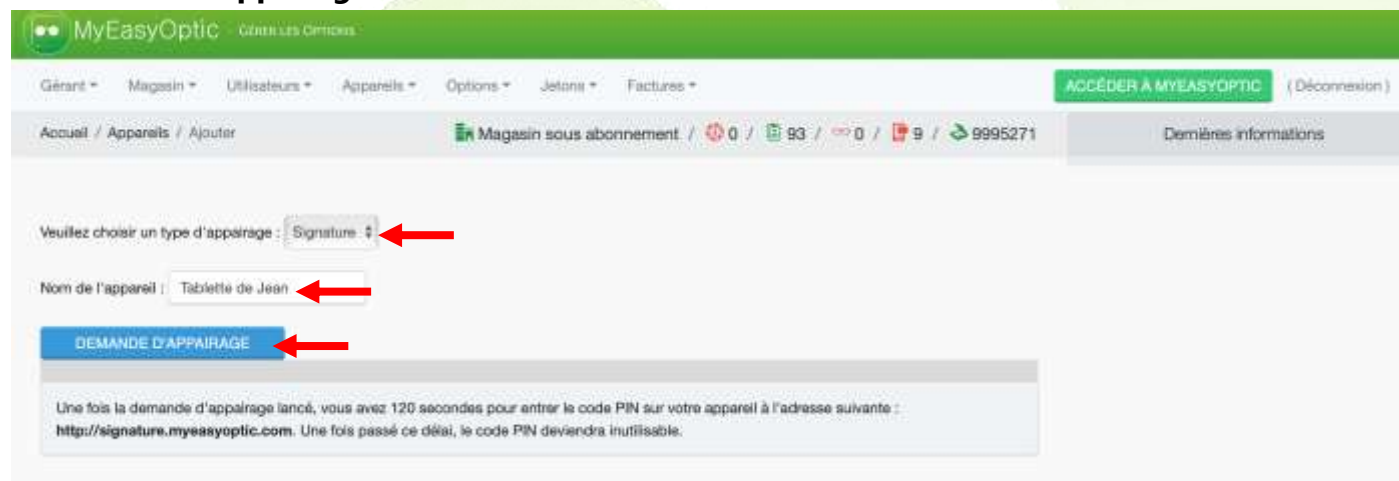 MyEasyOptic - GÉRER LES OPTIONS -
Gérant Magasin Utilisateurs Appareils Options Jetons Factures ACCÉDER À MYEASYOPTIC ( Déconnexion )
Accueil / Appareils / Ajouter Magasin sous abonnement / 0 / 93 / 0 / 9 / 9995271 Dernières informations
Veuillez choisir un type d'appairage : Signature
Nom de l'appareil : Tablette de Jean
DEMANDE D'APPAIRAGE
Une fois la demande d'appairage lancé, vous avez 120 secondes pour entrer le code PIN sur votre appareil à l'adresse suivante :
http://signature.myeasyoptic.com. Une fois passé ce délai, le code PIN deviendra inutilisable.